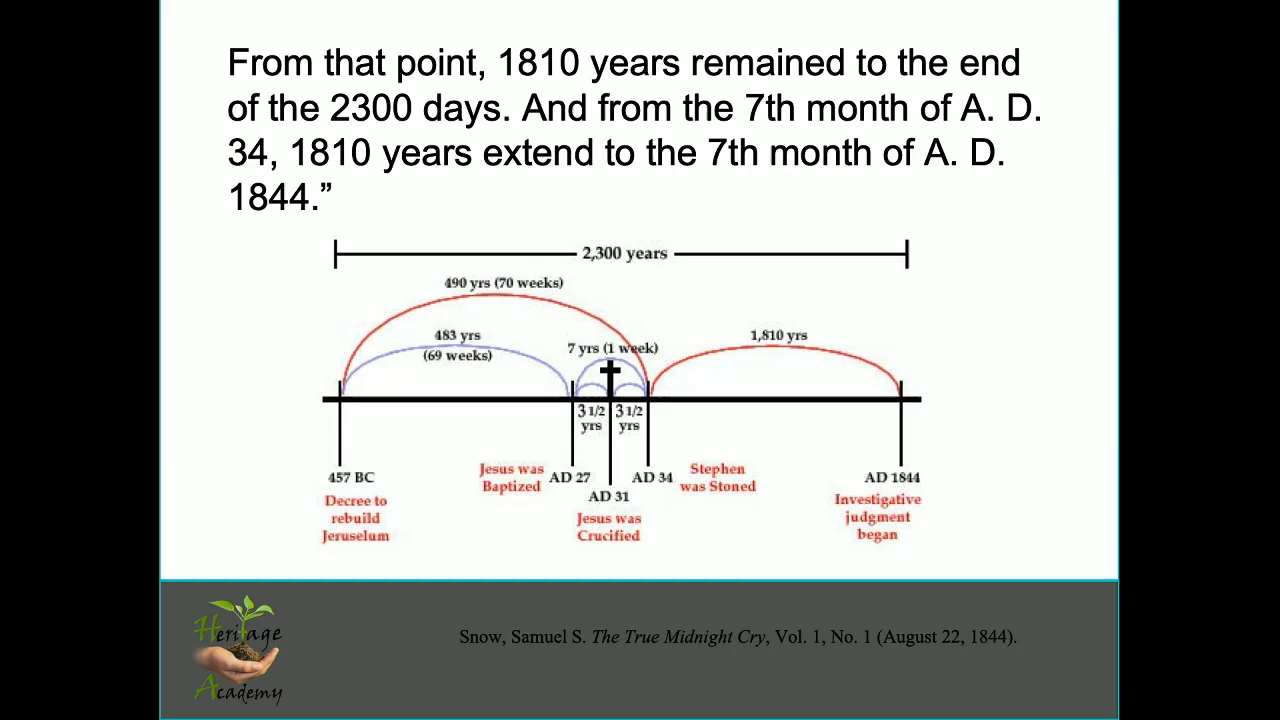 From that point, 1810 years remained to the end
of the 2300 days. And from the 7th month of A. D.
34, 1810 years extend to the 7th month of A. D.
1844.”
2,300 years
490 yrs (70 weeks)
483 yrs
(69 weeks)
7 yrs (1 week)
1,810 yrs
3 1/2
yrs
3 1/2
yrs
457 BC
Decree to
rebuild
Jeruselum
Jesus was
Baptized
AD 27
AD 31
Jesus was
Crucified
AD 34
Stephen
was Stoned
AD 1844
Investigative
judgment
began
Heritage
Academy
Snow, Samuel S. The True Midnight Cry, Vol. 1, No. 1 (August 22, 1844).